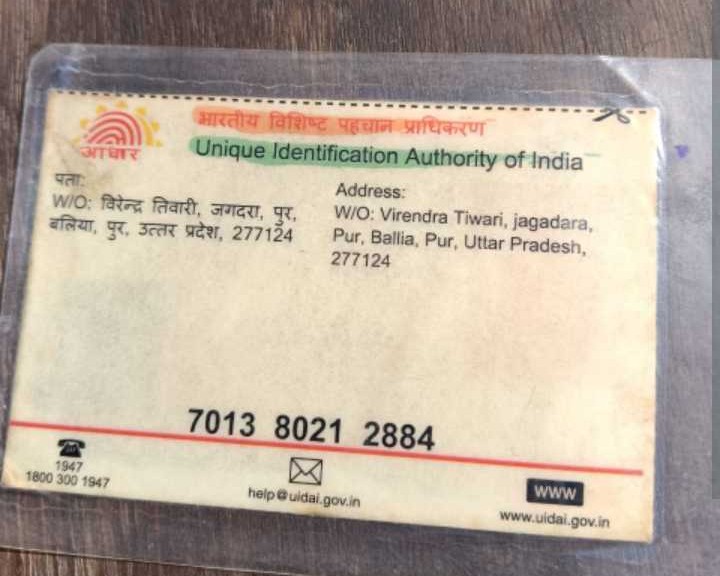 भारतीय विशिष्ट पहचान प्राधिकरण
आधार
Unique Identification Authority of India
पता:
W/O: विरेन्द्र तिवारी, जगदरा, पुर,
बलिया, पुर, उत्तर प्रदेश, 277124
Address:
W/O: Virendra Tiwari, jagadara,
Pur, Ballia, Pur, Uttar Pradesh,
277124
7013 8021 2884
1947
1800 300 1947
help@uidai.gov.in
www
www.uidai.gov.in